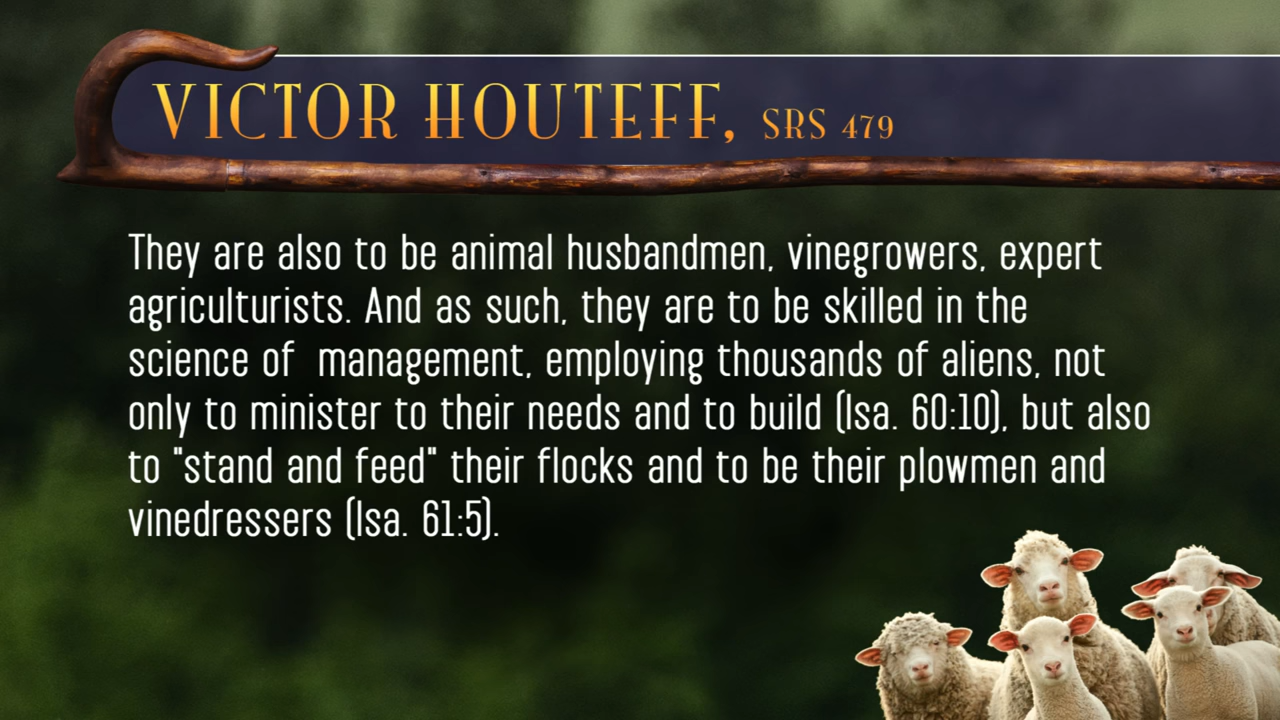 VICTOR HOUTEFF, SRS 479
They are also to be animal husbandmen, vinegrowers, expert
agriculturists. And as such, they are to be skilled in the
science of  management, employing thousands of aliens, not
only to minister to their needs and to build (Isa. 60:10), but also
to "stand and feed" their flocks and to be their plowmen and
vinedressers (Isa. 61:5).